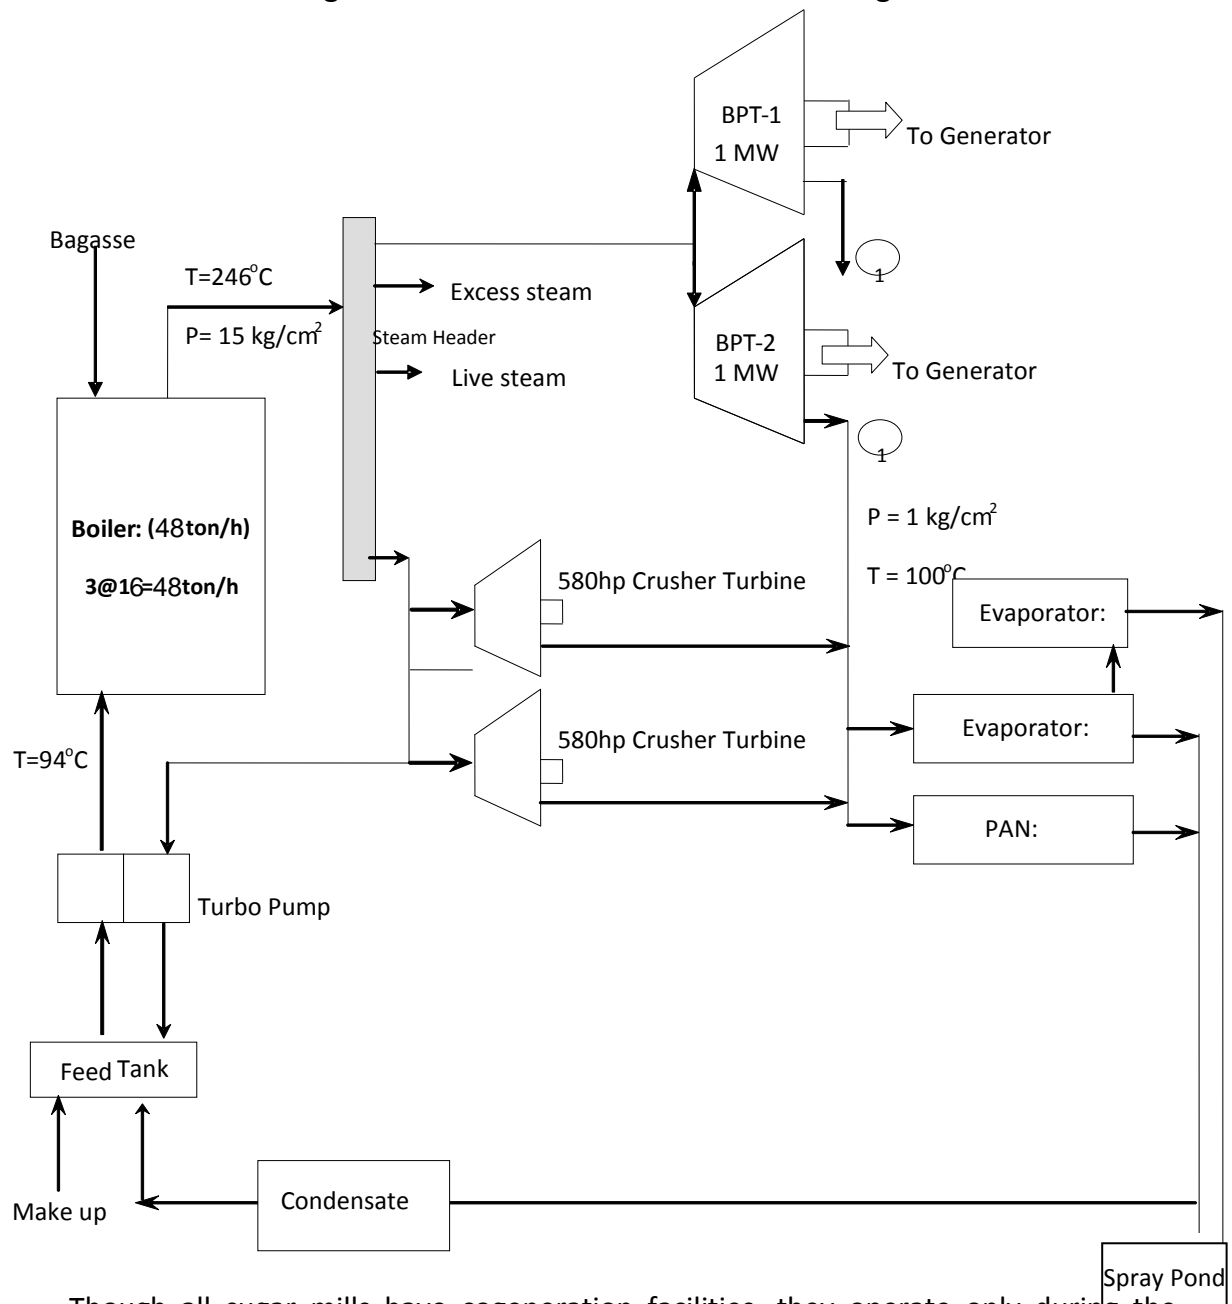 BPT-1
1 MW
To Generator
Bagasse
T=246°C
1
Excess steam
P= 15 kg/cm²
Steam Header
BPT-2
1 MW
To Generator
Live steam
1
P = 1 kg/cm²
Boiler: (48ton/h)
T = 100°C
580hp Crusher Turbine
3@16=48ton/h
Evaporator:
Evaporator:
580hp Crusher Turbine
T=94°C
PAN:
Turbo Pump
Feed Tank
Condensate
Make up
Spray Pond
Though all sugar mills have cogeneration facilities, they operate only during the